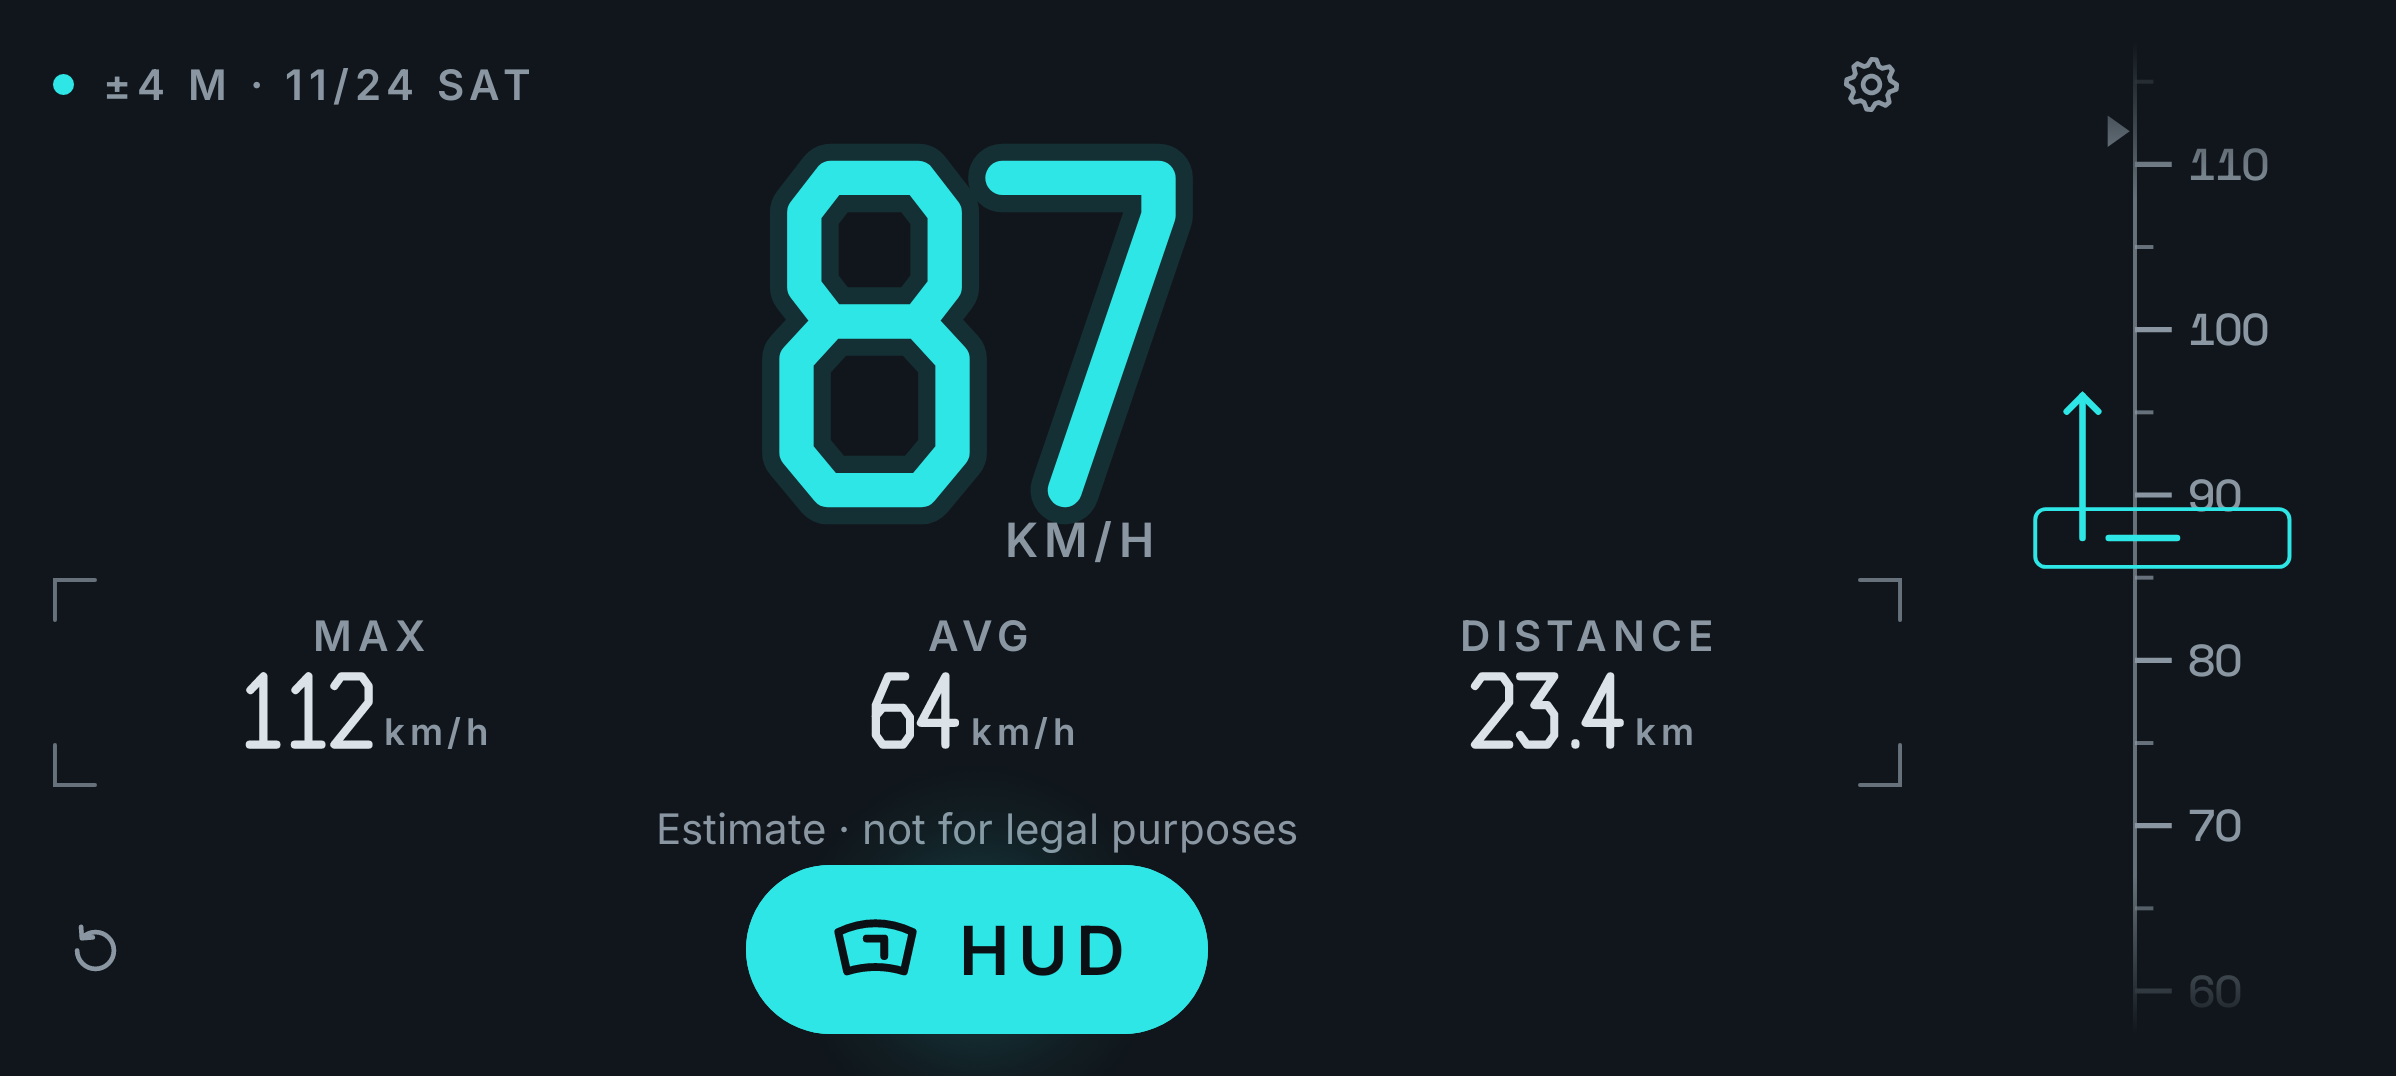 ±4 M · 11/24 SAT
87
KM/H
MAX
112 km/h
AVG
64 km/h
DISTANCE
23.4 km
Estimate · not for legal purposes
HUD
110
100
90
80
70
60